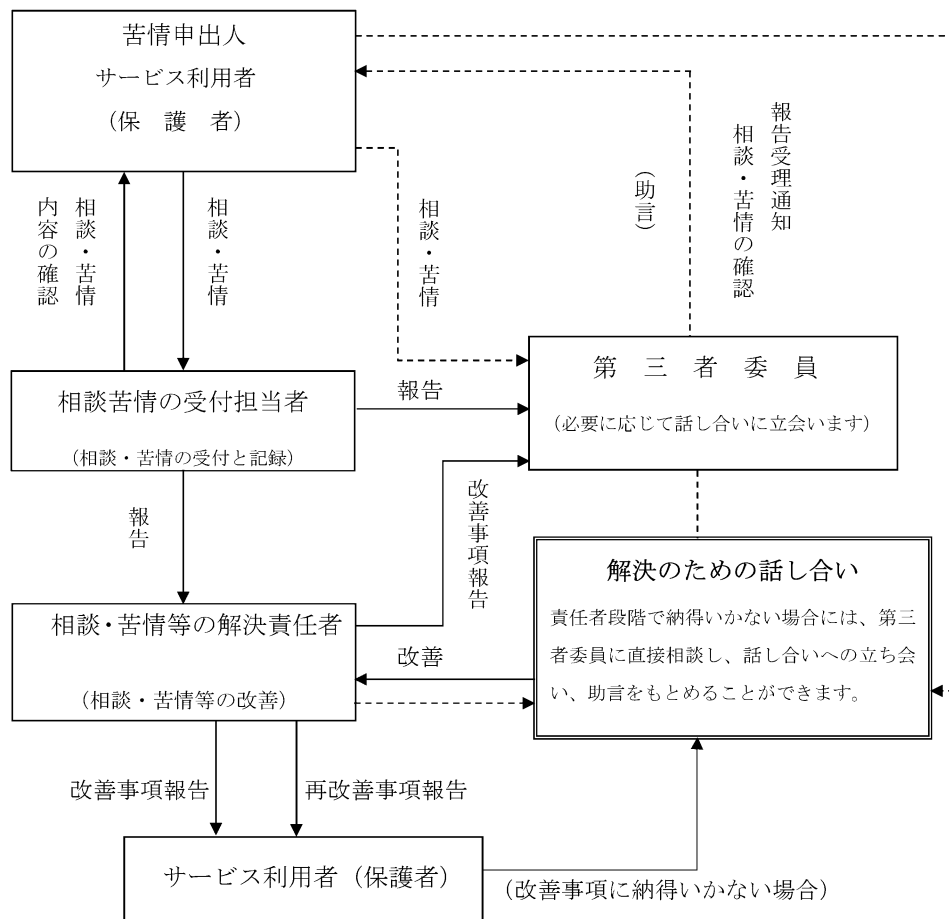 苦情申出人
サービス利用者
(保　護　者)
報告受理通知
相談・苦情の確認
(助言)
相談・苦情
相談・苦情
相談・苦情
内容の確認
第　三　者　委　員
(必要に応じて話し合いに立会います)
相談苦情の受付担当者
(相談・苦情の受付と記録)
報告
報告
改善事項報告
解決のための話し合い
責任者段階で納得いかない場合には、第三
者委員に直接相談し、話し合いへの立ち会
い、助言をもとめることができます。
相談・苦情等の解決責任者
(相談・苦情等の改善)
改善
改善事項報告
再改善事項報告
サービス利用者（保護者）
(改善事項に納得いかない場合)